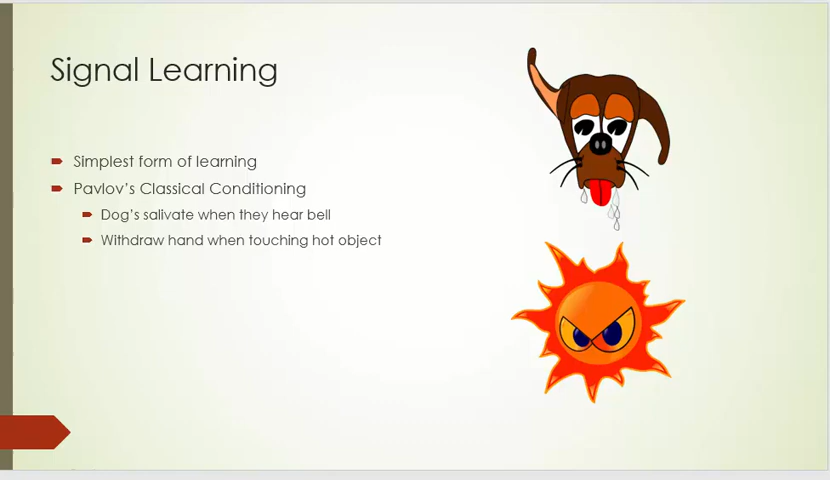 Signal Learning
Simplest form of learning
Pavlov's Classical Conditioning
Dog's salivate when they hear bell
Withdraw hand when touching hot object